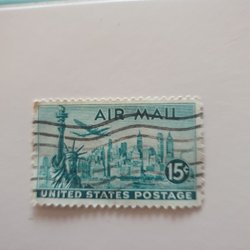 AIR MAIL
15¢
UNITED STATES POSTAGE